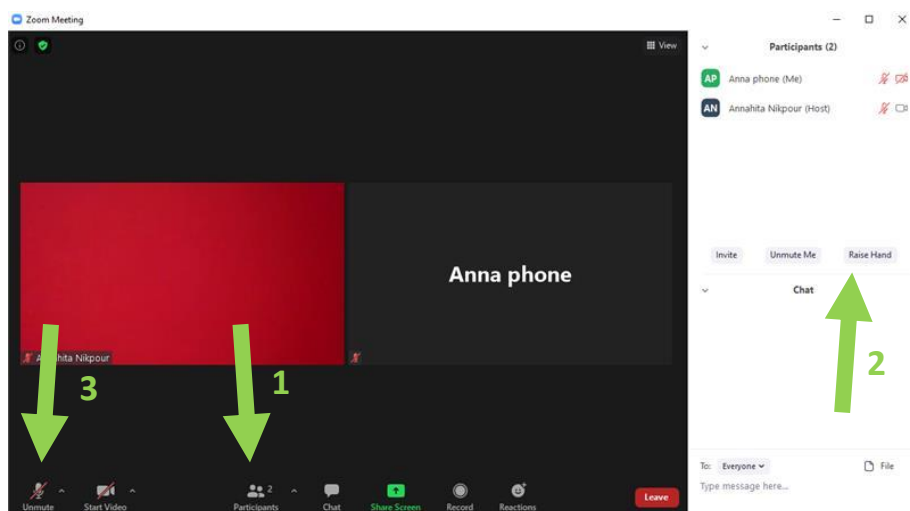 Zoom Meeting
View
Participants (2)
AP Anna phone (Me)
AN Annahita Nikpour (Host)
Anna phone
Invite Unmute Me Raise Hand
Chat
Nikpour
3
1
2
To: Everyone File
Type message here...
Unmute Start Video Participants 2 Chat Share Screen Record Reactions Leave